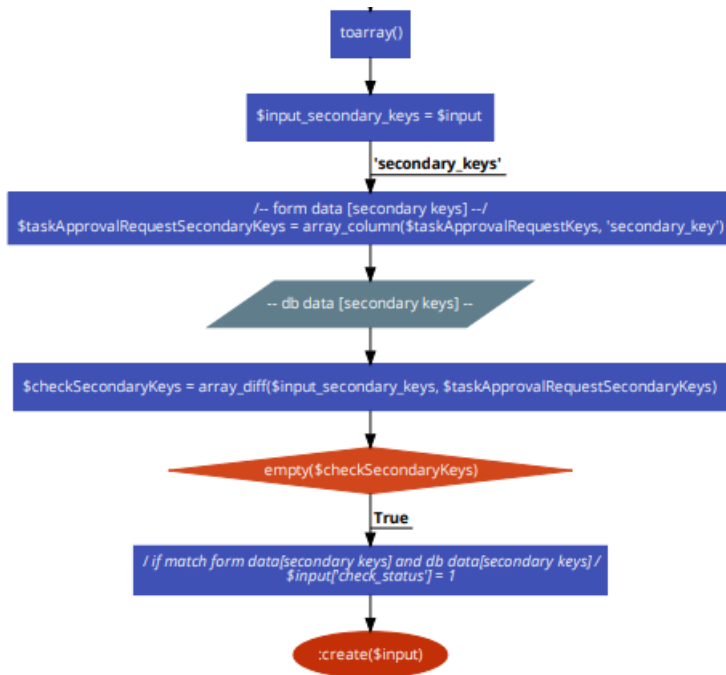 toarray()
$input_secondary_keys = $input
'secondary_keys'
/-- form data [secondary keys] --/
$taskApprovalRequestSecondaryKeys = array_column($taskApprovalRequestKeys, 'secondary_key')
-- db data [secondary keys] --
$checkSecondaryKeys = array_diff($input_secondary_keys, $taskApprovalRequestSecondaryKeys)
empty($checkSecondaryKeys)
True
/ if match form data[secondary keys] and db data[secondary keys] /
$input['check_status'] = 1
:create($input)